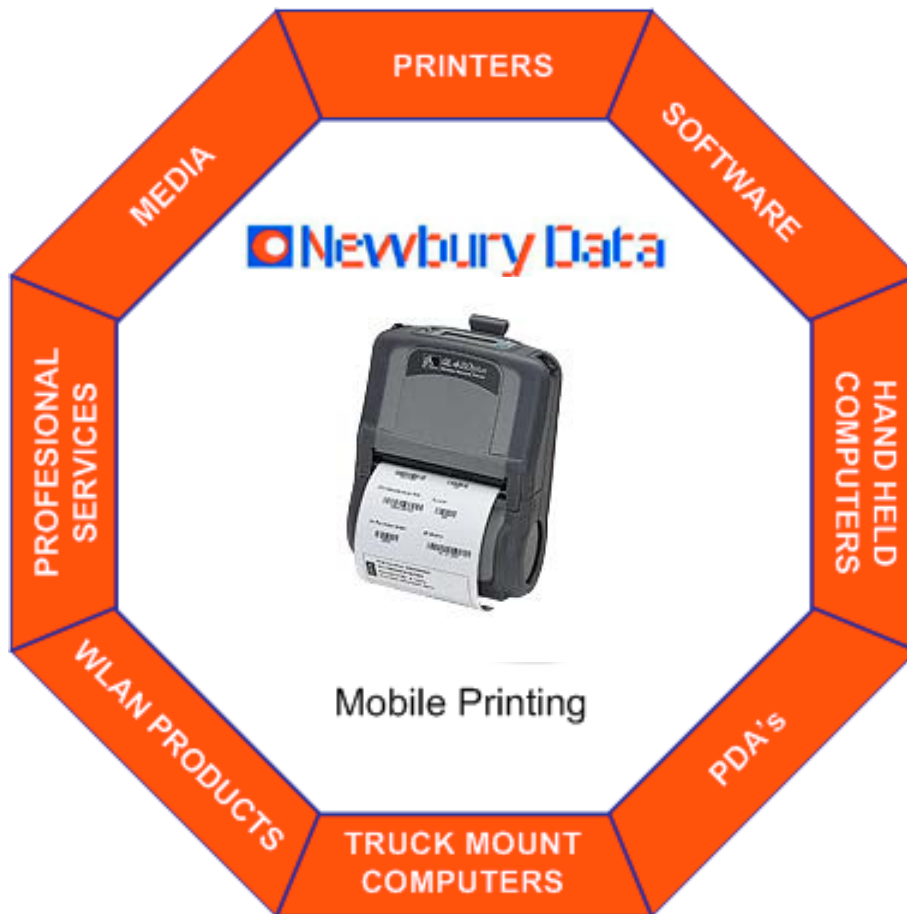 PRINTERS
SOFTWARE
HAND HELD
COMPUTERS
PDA's
TRUCK MOUNT
COMPUTERS
WLAN PRODUCTS
PROFESIONAL
SERVICES
MEDIA
Newbury Data
Mobile Printing